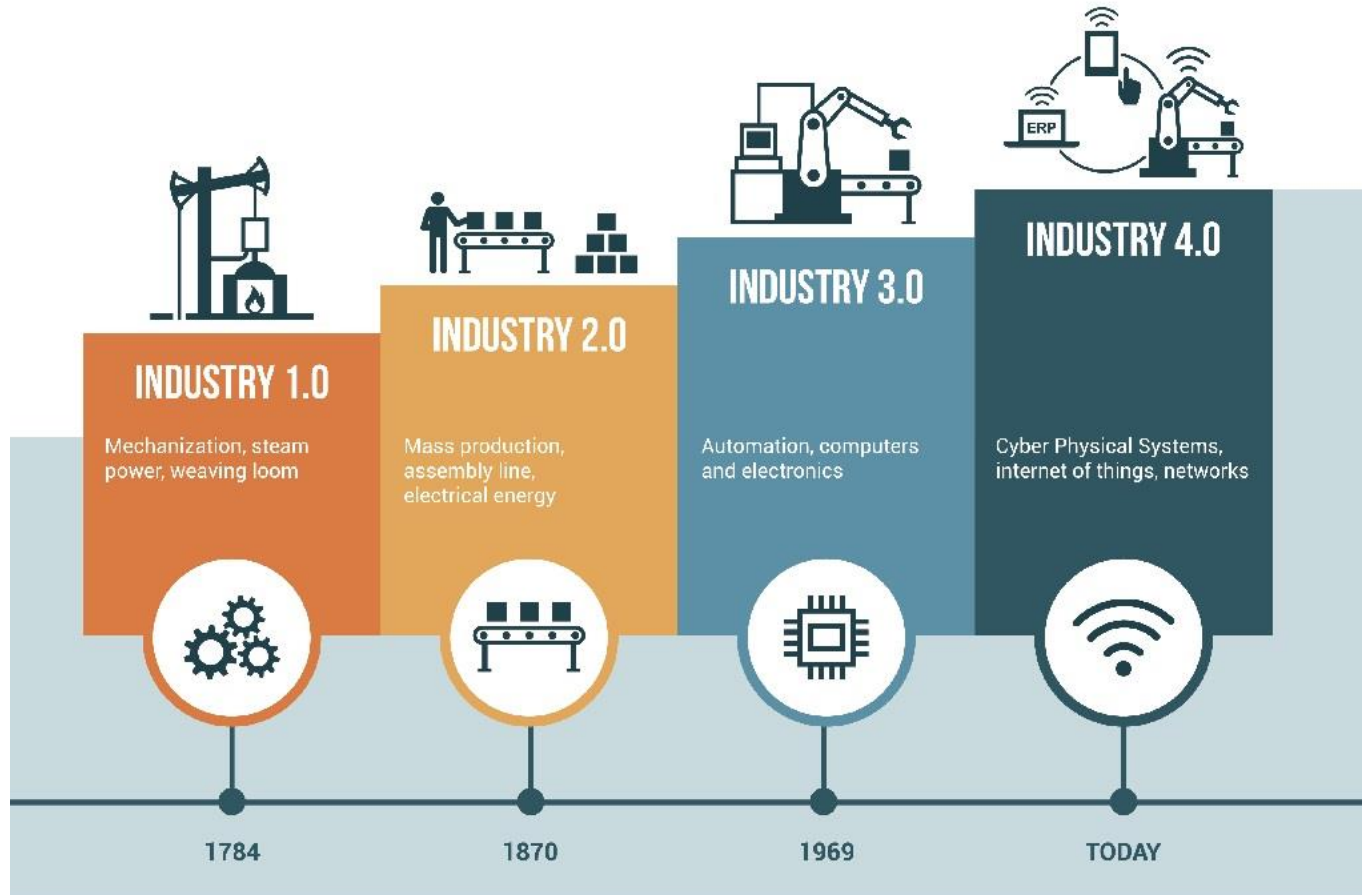 ERP
INDUSTRY 1.0
Mechanization, steam
power, weaving loom
INDUSTRY 2.0
Mass production,
assembly line,
electrical energy
INDUSTRY 3.0
Automation, computers
and electronics
INDUSTRY 4.0
Cyber Physical Systems,
internet of things, networks
1784
1870
1969
TODAY